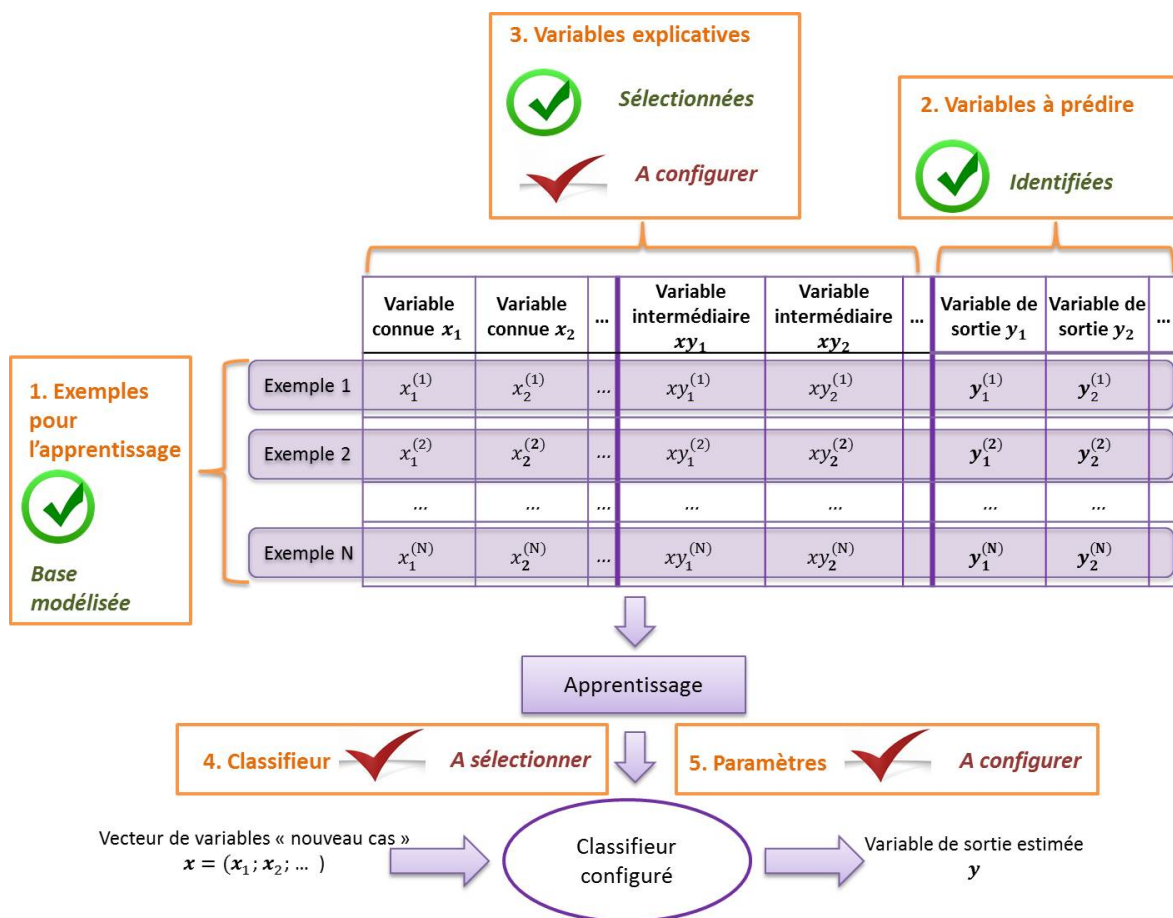 3. Variables explicatives
Sélectionnées
A configurer
2. Variables à prédire
Identifiées
Variable connue x₁ Variable connue x₂ ... Variable intermédiaire xy₁ Variable intermédiaire xy₂ ... Variable de sortie y₁ Variable de sortie y₂ ...
1. Exemples
pour
l'apprentissage
Base
modélisée
Exemple 1 x₁⁽¹⁾ x₂⁽¹⁾ ... xy₁⁽¹⁾ xy₂⁽¹⁾ y₁⁽¹⁾ y₂⁽¹⁾
Exemple 2 x₁⁽²⁾ x₂⁽²⁾ ... xy₁⁽²⁾ xy₂⁽²⁾ y₁⁽²⁾ y₂⁽²⁾
... ... ... ... ... ... ...
Exemple N x₁⁽ᴺ⁾ x₂⁽ᴺ⁾ ... xy₁⁽ᴺ⁾ xy₂⁽ᴺ⁾ y₁⁽ᴺ⁾ y₂⁽ᴺ⁾
Apprentissage
4. Classifieur A sélectionner
5. Paramètres A configurer
Vecteur de variables « nouveau cas »
x = (x₁; x₂; ... )
Classifieur
configuré
Variable de sortie estimée
y